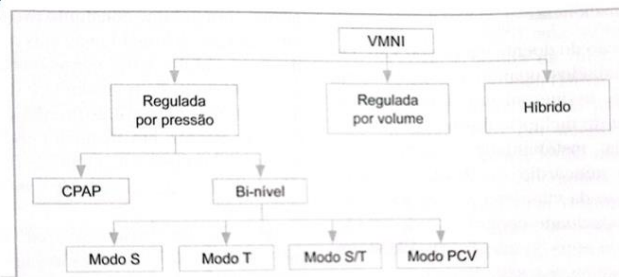 VMNI
Regulada
por pressão
Regulada
por volume
Híbrido
CPAP
Bi-nível
Modo S
Modo T
Modo S/T
Modo PCV